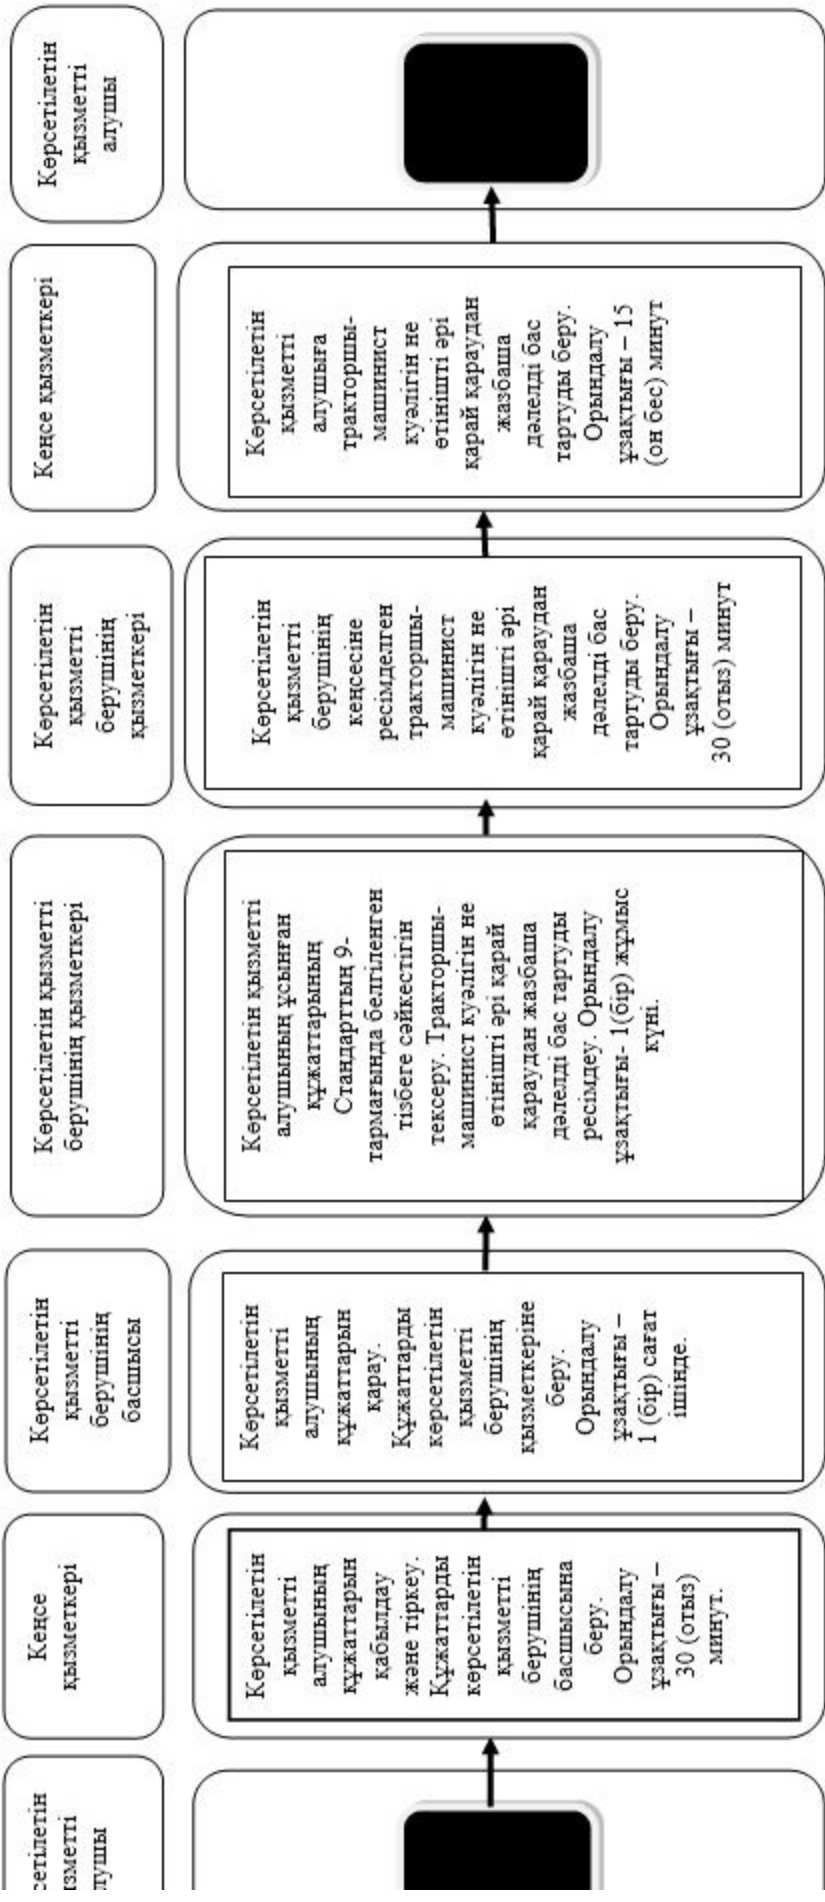 сетілетін
зметті
лушы
Кеңсе
қызметкері
Көрсетілетін
қызметті
берушінің
басшысы
Көрсетілетін қызметті
берушінің қызметкері
Көрсетілетін
қызметті
берушінің
қызметкері
Кеңсе қызметкері
Көрсетілетін
қызметті
алушы
Көрсетілетін
қызметті
алушының
құжаттарын
қабылдау
және тіркеу.
Құжаттарды
көрсетілетін
қызметті
берушінің
басшысына
беру.
Орындалу
ұзақтығы –
30 (отыз)
минут.
Көрсетілетін
қызметті
алушының
құжаттарын
қарау.
Құжаттарды
көрсетілетін
қызметті
берушінің
қызметкеріне
беру.
Орындалу
ұзақтығы –
1 (бір) сағат
ішінде.
Көрсетілетін қызметті
алушының ұсынған
құжаттарының
Стандарттың 9-
тармағында белгіленген
тізбеге сәйкестігін
тексеру. Тракторшы-
машинист куәлігін не
өтінішті әрі қарай
қараудан жазбаша
дәлелді бас тартуды
ресімдеу. Орындалу
ұзақтығы- 1(бір) жұмыс
күні.
Көрсетілетін
қызметті
берушінің
кеңсесіне
ресімделген
тракторшы-
машинист
куәлігін не
өтінішті әрі
қарай қараудан
жазбаша
дәлелді бас
тартуды беру.
Орындалу
ұзақтығы –
30 (отыз) минут
Көрсетілетін
қызметті
алушыға
тракторшы-
машинист
куәлігін не
өтінішті әрі
қарай қараудан
жазбаша
дәлелді бас
тартуды беру.
Орындалу
ұзақтығы – 15
(он бес) минут